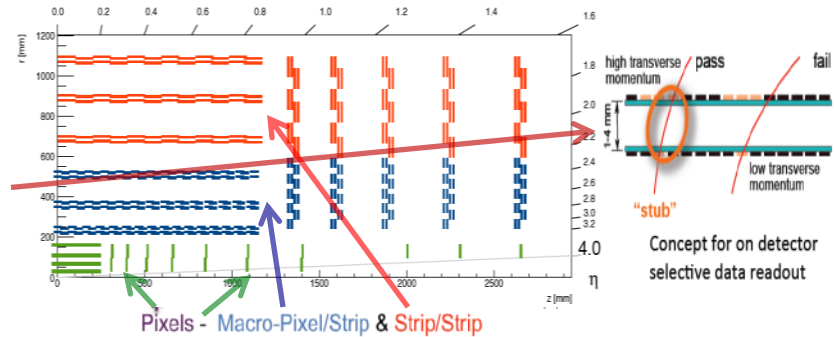 0.0 0.2 0.4 0.6 0.8 1.0 1.2 1.4 1.6
r [mm]
1200
1000
800
600
400
200
0
1.8
2.0
2.2
2.4
2.6
2.8
3.0
3.2
4.0
η
0 500 1000 1500 2000 2500
z [mm]
Pixels - Macro-Pixel/Strip & Strip/Strip
high transverse
momentum
pass
fail
1-4 mm
low transverse
momentum
“stub”
Concept for on detector
selective data readout